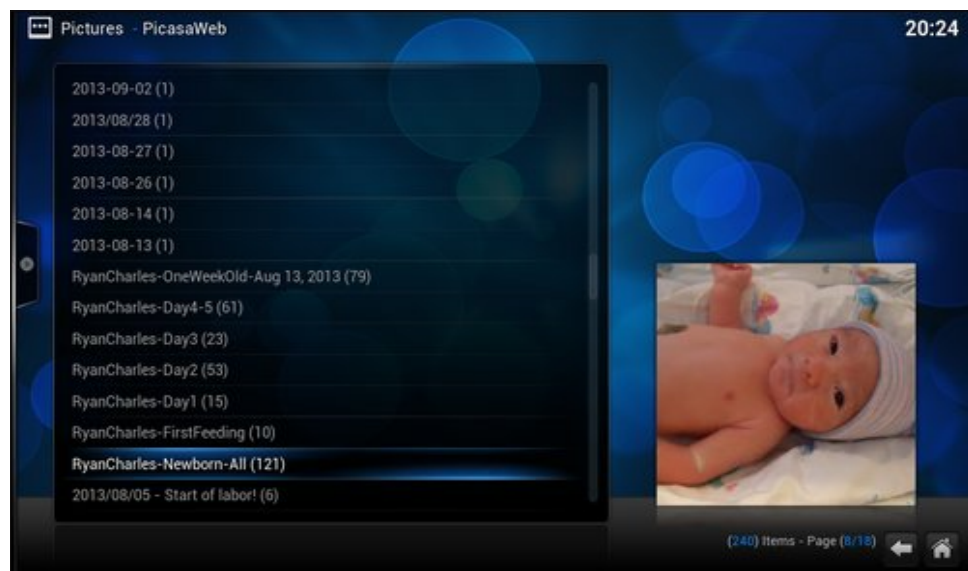 Pictures - PicasaWeb
20:24
2013-09-02 (1)
2013/08/28 (1)
2013-08-27 (1)
2013-08-26 (1)
2013-08-14 (1)
2013-08-13 (1)
RyanCharles-OneWeekOld-Aug 13, 2013 (79)
RyanCharles-Day4-5 (61)
RyanCharles-Day3 (23)
RyanCharles-Day2 (53)
RyanCharles-Day1 (15)
RyanCharles-FirstFeeding (10)
RyanCharles-Newborn-All (121)
2013/08/05 - Start of labor! (6)
(240) Items - Page (8/18)